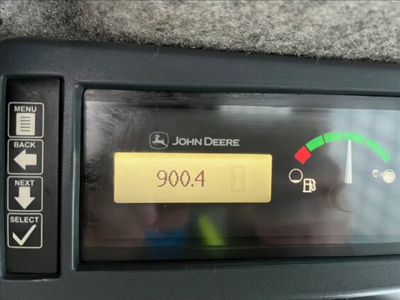 MENU
BACK
NEXT
SELECT
JOHN DEERE
900.4